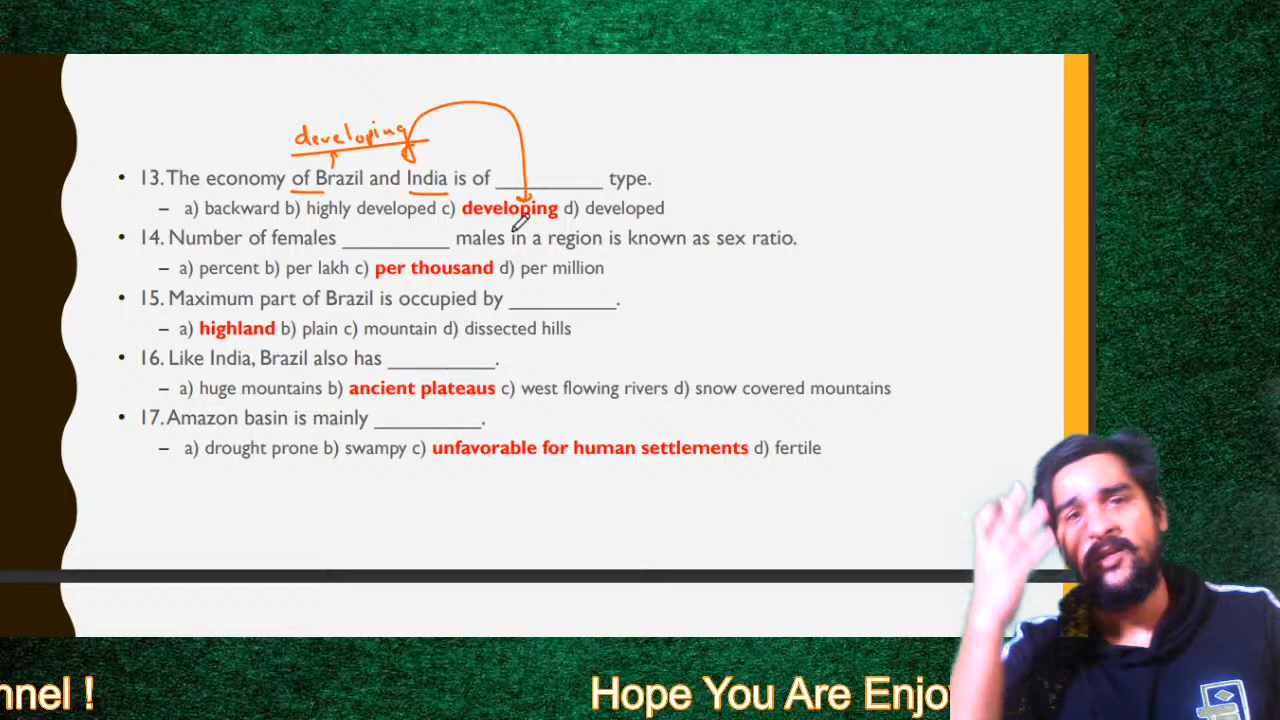 developing
• 13. The economy of Brazil and India is of __________ type.
– a) backward b) highly developed c) developing d) developed
• 14. Number of females __________ males in a region is known as sex ratio.
– a) percent b) per lakh c) per thousand d) per million
• 15. Maximum part of Brazil is occupied by __________.
– a) highland b) plain c) mountain d) dissected hills
• 16. Like India, Brazil also has __________.
– a) huge mountains b) ancient plateaus c) west flowing rivers d) snow covered mountains
• 17. Amazon basin is mainly __________.
– a) drought prone b) swampy c) unfavorable for human settlements d) fertile
nnel ! Hope You Are Enjo